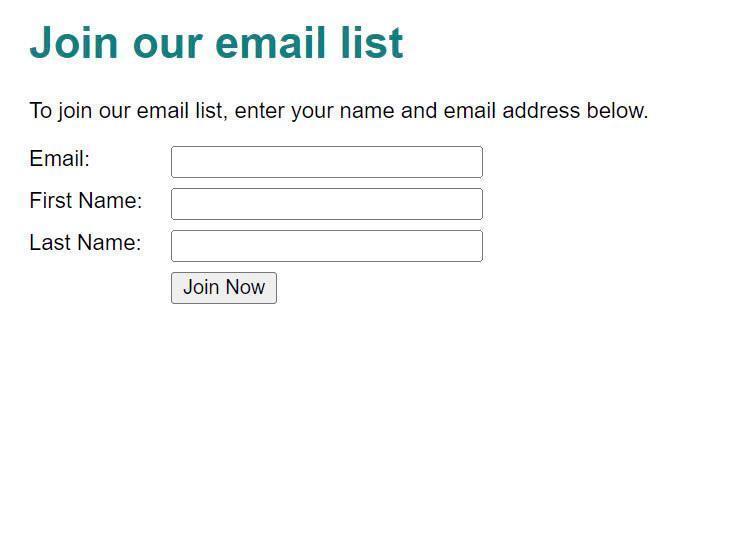 Join our email list
To join our email list, enter your name and email address below.
Email:
First Name:
Last Name:
Join Now